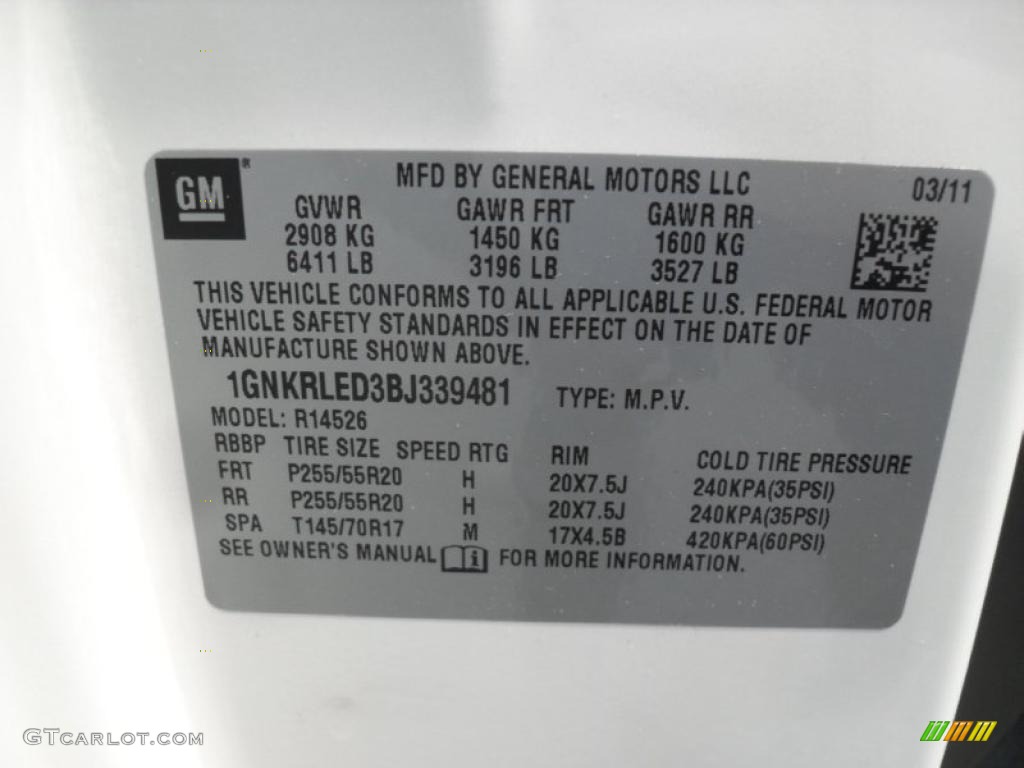 GM ® MFD BY GENERAL MOTORS LLC 03/11
GVWR GAWR FRT GAWR RR
2908 KG 1450 KG 1600 KG
6411 LB 3196 LB 3527 LB
THIS VEHICLE CONFORMS TO ALL APPLICABLE U.S. FEDERAL MOTOR
VEHICLE SAFETY STANDARDS IN EFFECT ON THE DATE OF
MANUFACTURE SHOWN ABOVE.
1GNKRLED3BJ339481 TYPE: M.P.V.
MODEL: R14526
RBBP TIRE SIZE SPEED RTG RIM COLD TIRE PRESSURE
FRT P255/55R20 H 20X7.5J 240KPA(35PSI)
RR P255/55R20 H 20X7.5J 240KPA(35PSI)
SPA T145/70R17 M 17X4.5B 420KPA(60PSI)
SEE OWNER'S MANUAL i FOR MORE INFORMATION.
GTCarLot.com